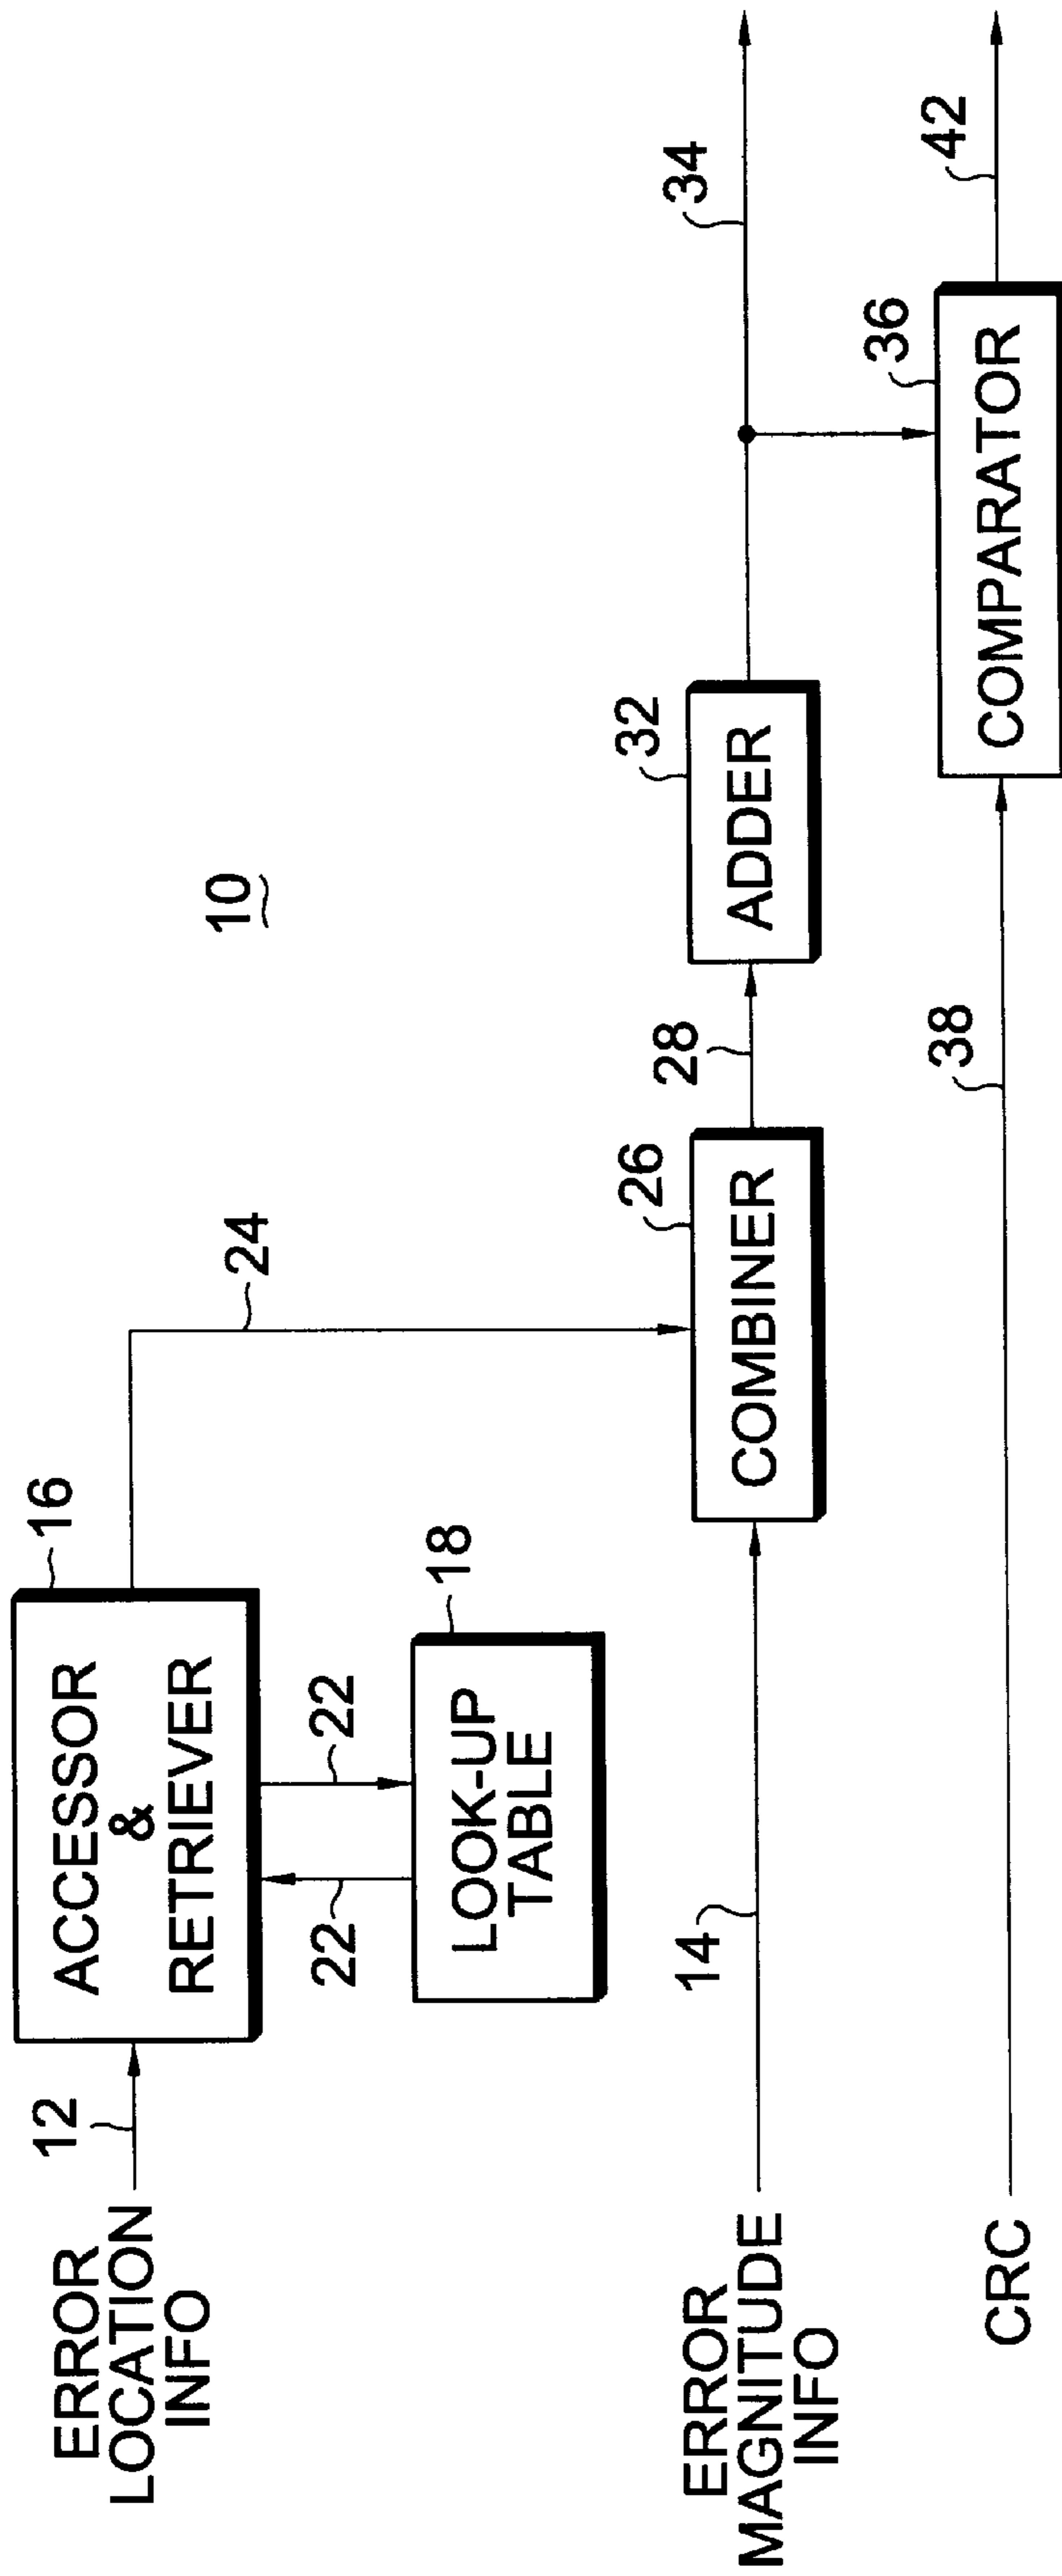 10
ERROR
LOCATION
INFO
12
ACCESSOR
&
RETRIEVER
16
22
22
LOOK-UP
TABLE
18
24
ERROR
MAGNITUDE
INFO
14
COMBINER
26
28
ADDER
32
34
CRC
38
COMPARATOR
36
42